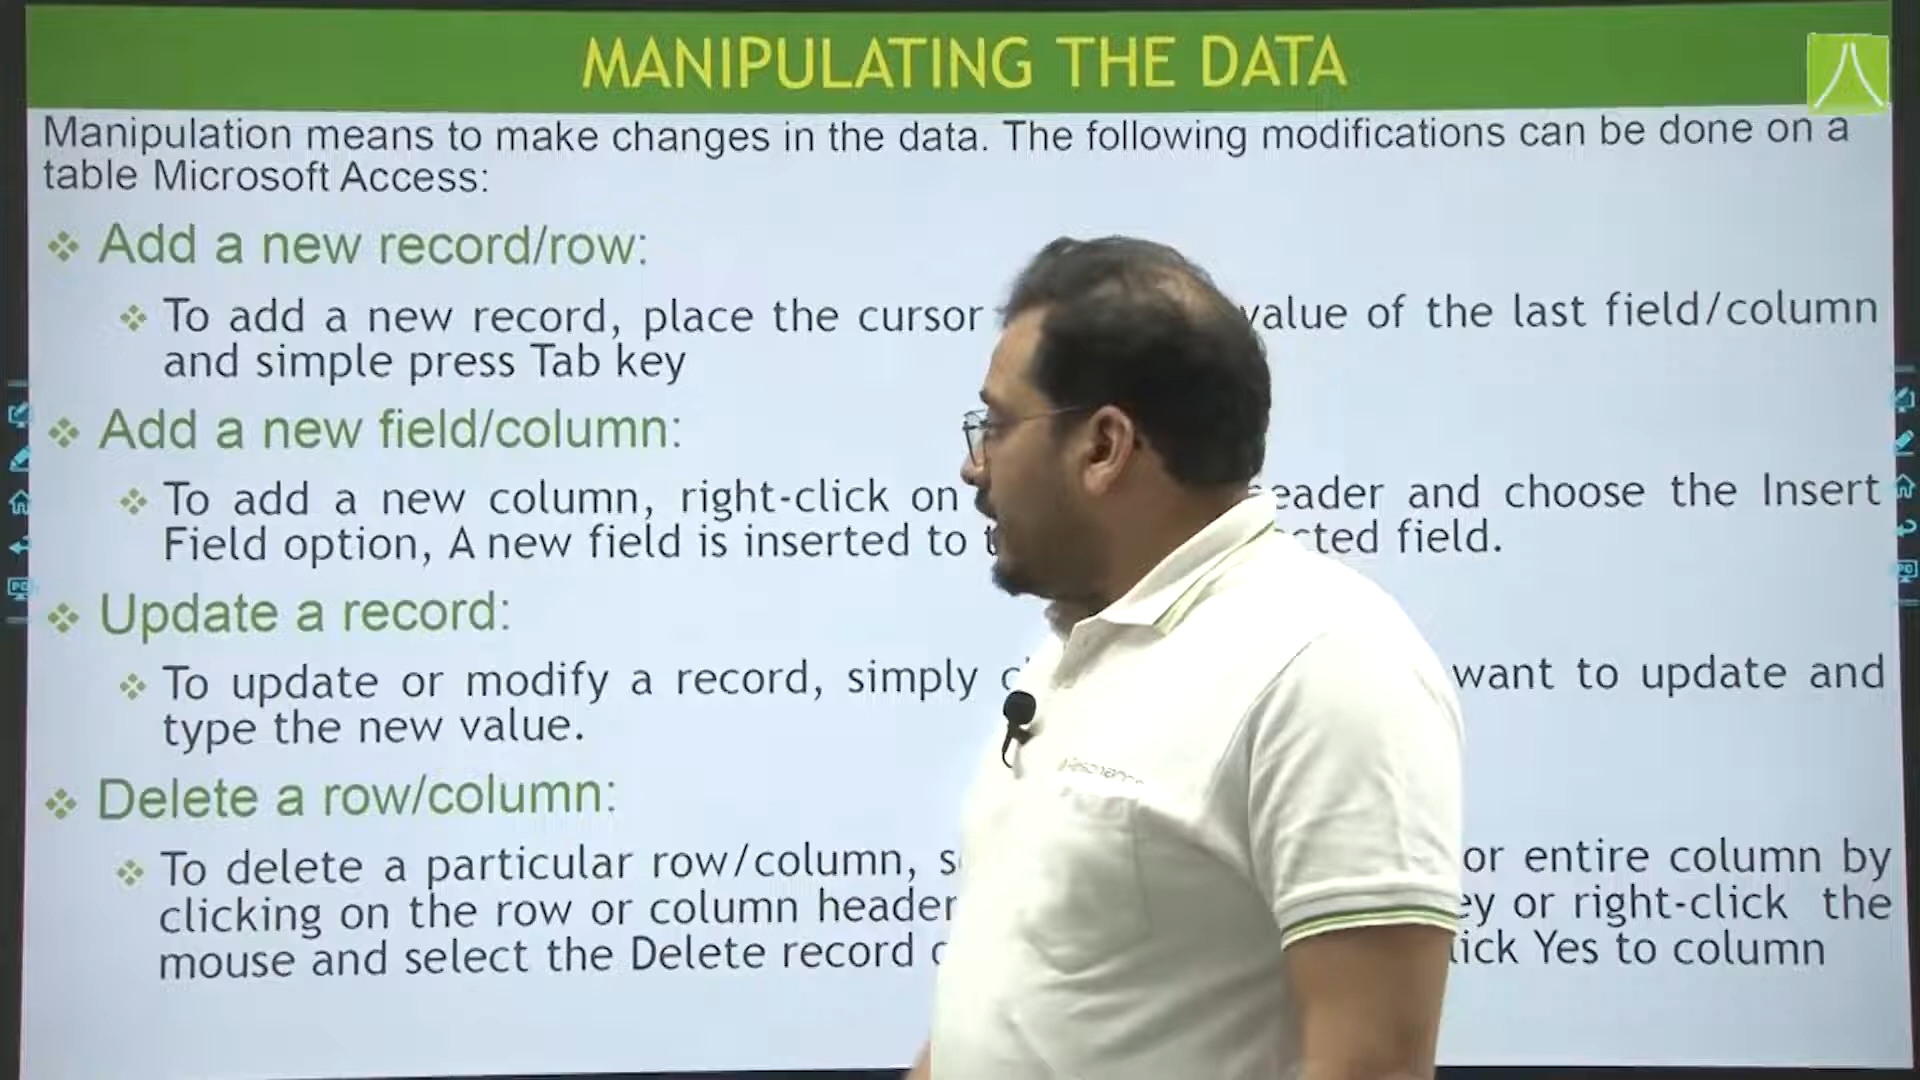 MANIPULATING THE DATA
Manipulation means to make changes in the data. The following modifications can be done on a
table Microsoft Access:
Add a new record/row:
To add a new record, place the cursor value of the last field/column
and simple press Tab key
Add a new field/column:
To add a new column, right-click on and choose the Insert
Field option, A new field is inserted to field.
Update a record:
To update or modify a record, simply want to update and
type the new value.
Delete a row/column:
To delete a particular row/column, or entire column by
clicking on the row or column header or right-click the
mouse and select the Delete record Yes to column